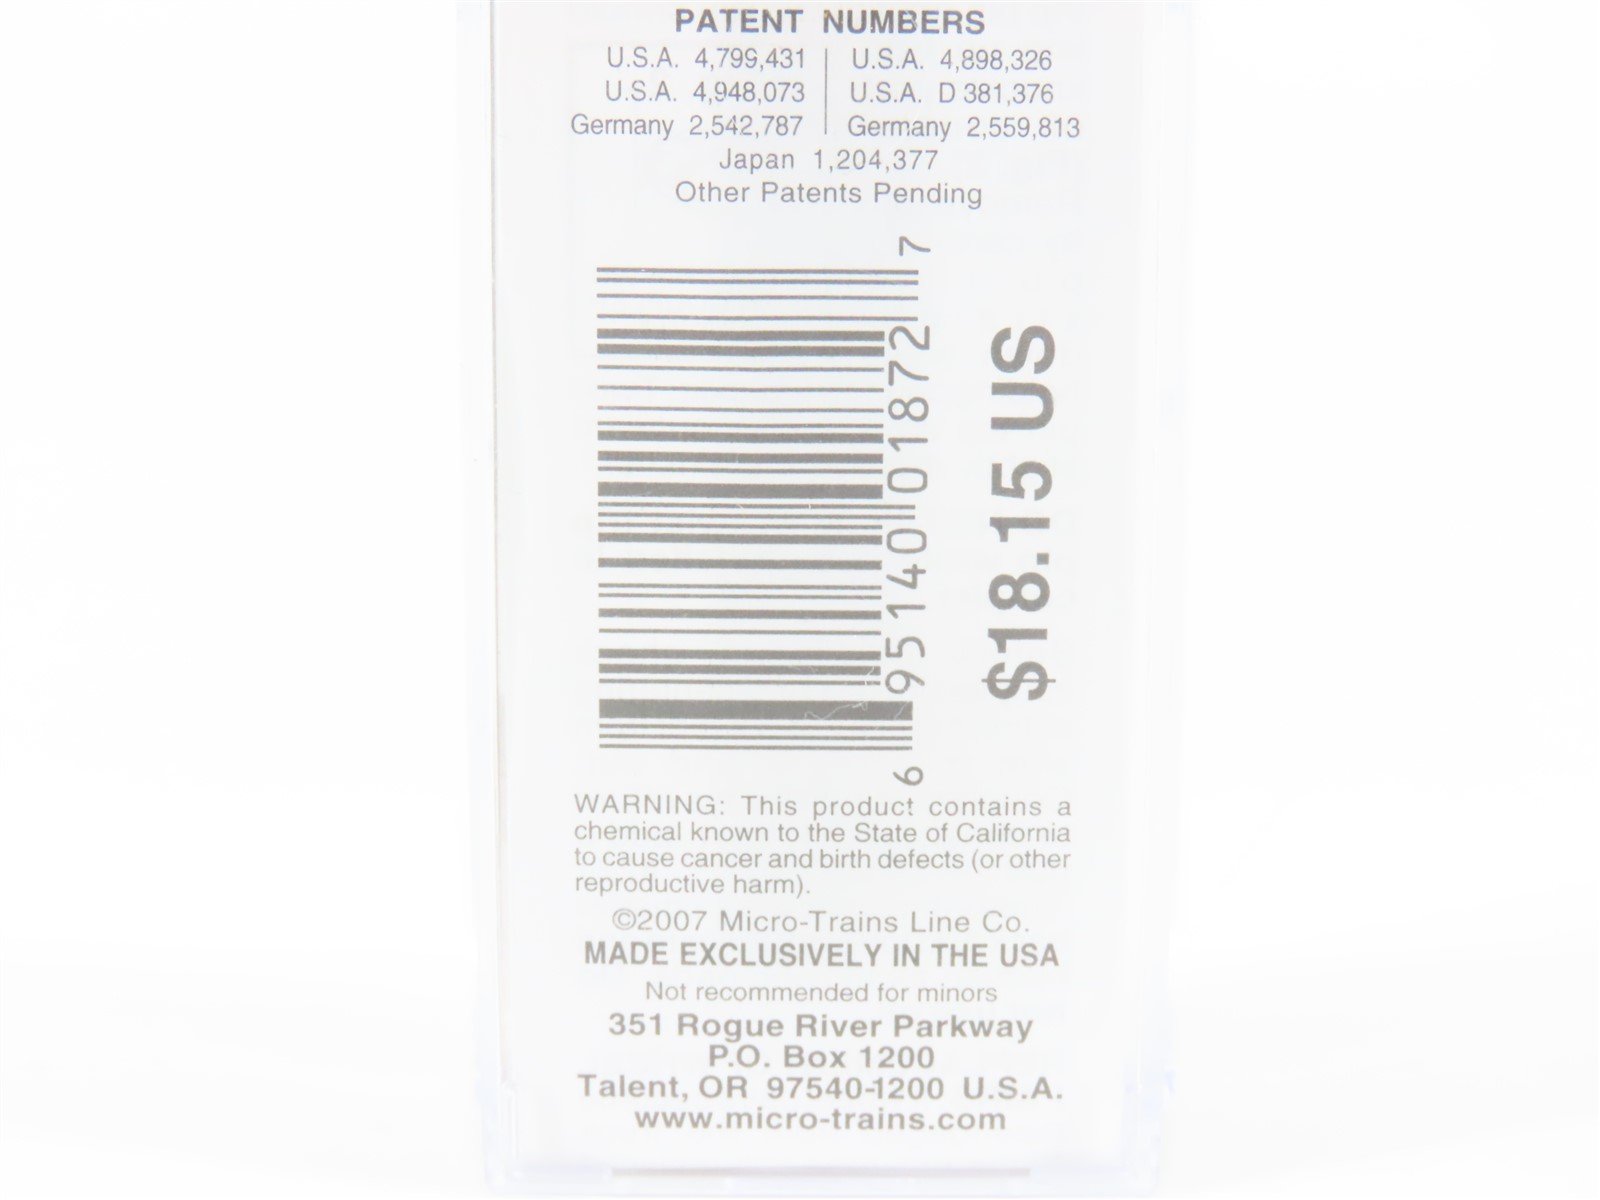 PATENT NUMBERS
U.S.A. 4,799,431 | U.S.A. 4,898,326
U.S.A. 4,948,073 | U.S.A. D 381,376
Germany 2,542,787 | Germany 2,559,813
Japan 1,204,377
Other Patents Pending
6 95140 01872 7
$18.15 US
WARNING: This product contains a
chemical known to the State of California
to cause cancer and birth defects (or other
reproductive harm).
©2007 Micro-Trains Line Co.
MADE EXCLUSIVELY IN THE USA
Not recommended for minors
351 Rogue River Parkway
P.O. Box 1200
Talent, OR 97540-1200 U.S.A.
www.micro-trains.com